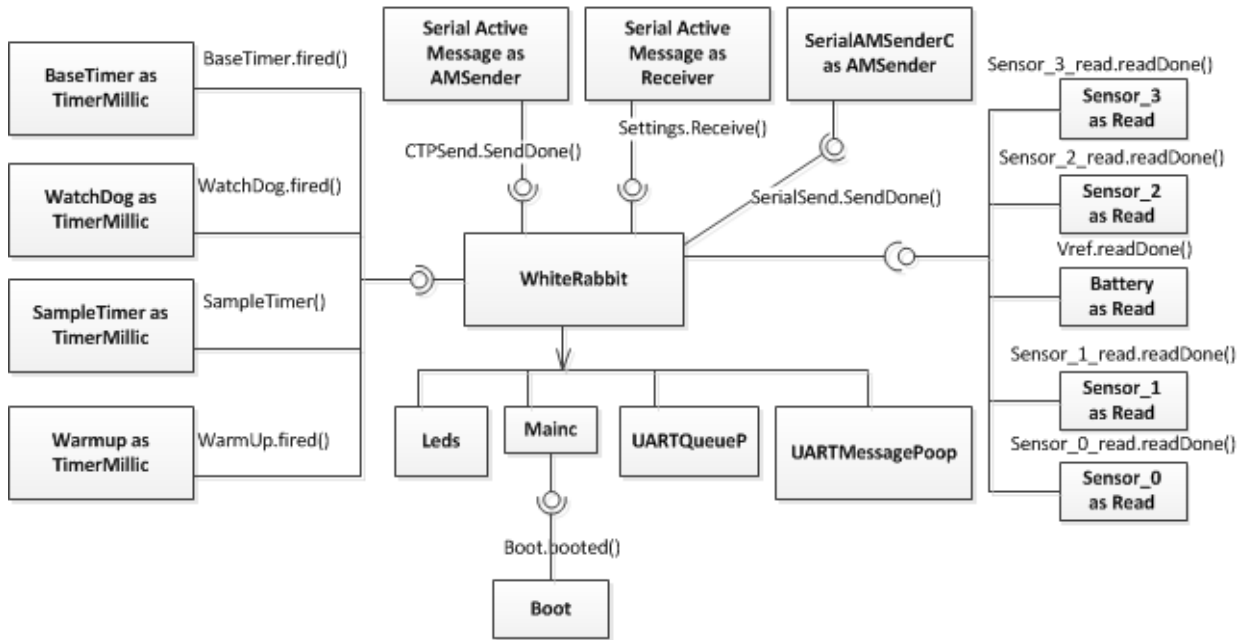 Serial Active
Message as
AMSender
Serial Active
Message as
Receiver
SerialAMSenderC
as AMSender
BaseTimer as
TimerMillic
BaseTimer.fired()
Sensor_3_read.readDone()
Sensor_3
as Read
CTPSend.SendDone()
Settings.Receive()
WatchDog as
TimerMillic
WatchDog.fired()
SerialSend.SendDone()
Sensor_2_read.readDone()
Sensor_2
as Read
WhiteRabbit
Vref.readDone()
Battery
as Read
SampleTimer as
TimerMillic
SampleTimer()
Sensor_1_read.readDone()
Sensor_1
as Read
Warmup as
TimerMillic
WarmUp.fired()
Leds
Mainc
UARTQueueP
UARTMessagePoop
Sensor_0_read.readDone()
Sensor_0
as Read
Boot.booted()
Boot